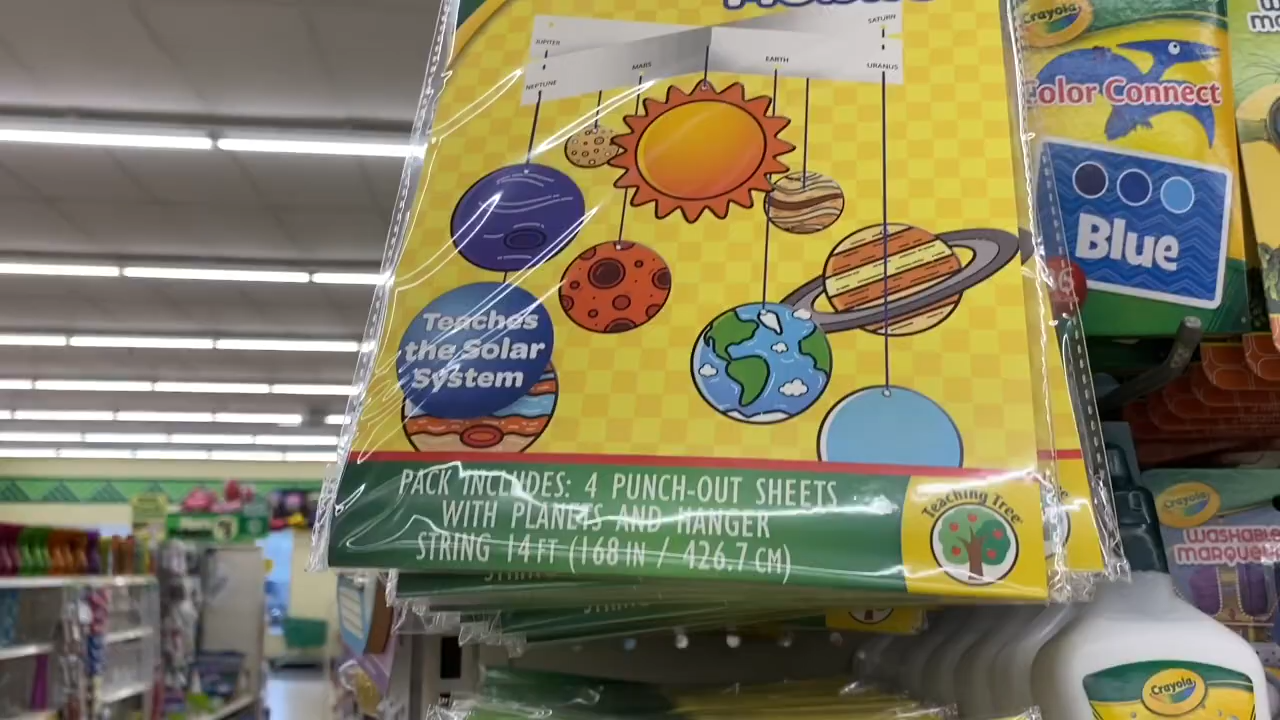 SATURN
JUPITER
MARS
EARTH
URANUS
NEPTUNE
Teaches
the Solar
System
PACK INCLUDES: 4 PUNCH-OUT SHEETS
WITH PLANETS AND HANGER
STRING 14 FT (168 IN / 426.7 CM)
Teaching Tree
Crayola
Color Connect
Blue
Crayola
WASHABLE
Crayola